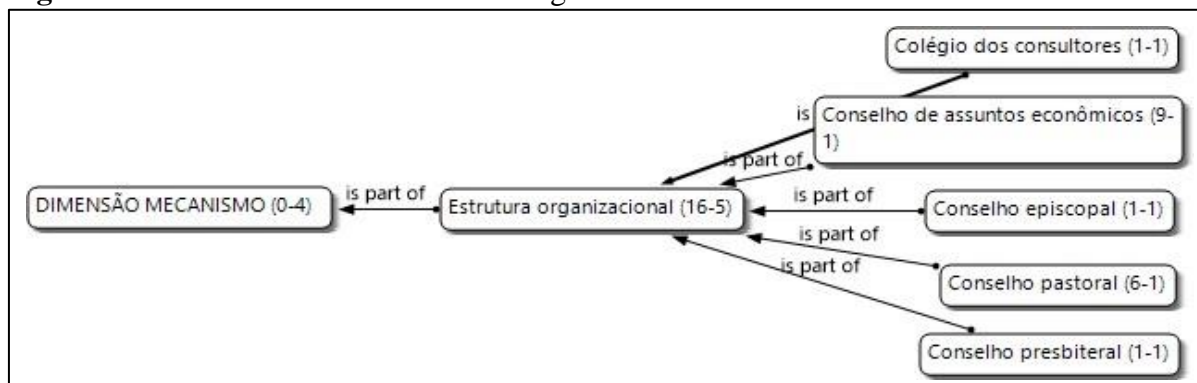 Colégio dos consultores (1-1)
is
Conselho de assuntos econômicos (9-
1)
is part of
DIMENSÃO MECANISMO (0-4)
is part of
Estrutura organizacional (16-5)
is part of
Conselho episcopal (1-1)
is part of
is part of
Conselho pastoral (6-1)
Conselho presbiteral (1-1)